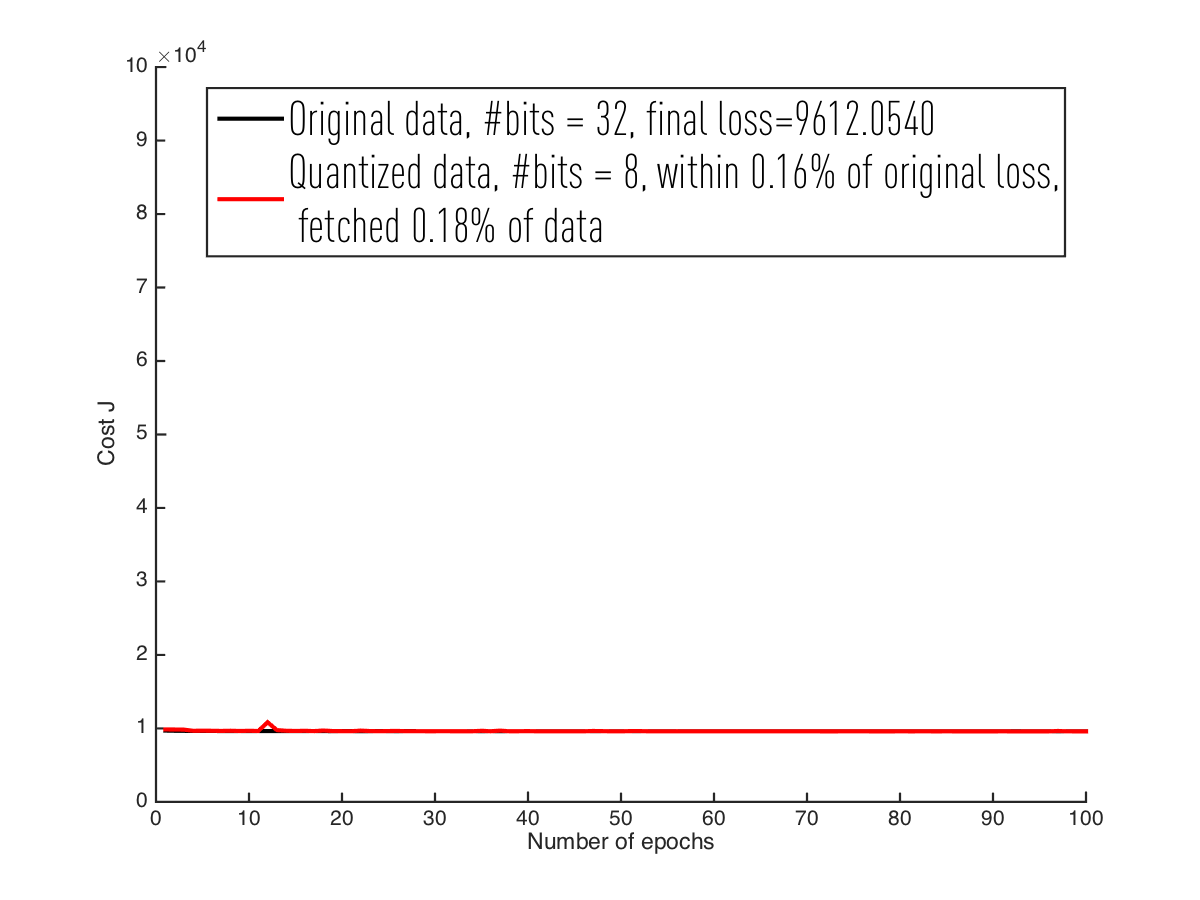 ×10^4
10
9
8
7
6
5
4
3
2
1
0
Cost J
Original data, #bits = 32, final loss=9612.0540
Quantized data, #bits = 8, within 0.16% of original loss,
fetched 0.18% of data
0 10 20 30 40 50 60 70 80 90 100
Number of epochs